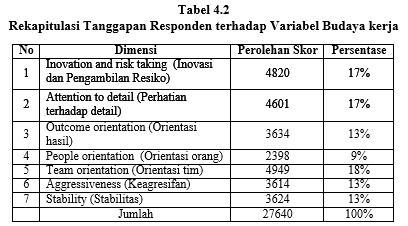 Tabel 4.2
Rekapitulasi Tanggapan Responden terhadap Variabel Budaya kerja
No Dimensi Perolehan Skor Persentase
1 Inovation and risk taking (Inovasi dan Pengambilan Resiko) 4820 17%
2 Attention to detail (Perhatian terhadap detail) 4601 17%
3 Outcome orientation (Orientasi hasil) 3634 13%
4 People orientation (Orientasi orang) 2398 9%
5 Team orientation (Orientasi tim) 4949 18%
6 Aggressiveness (Keagresifan) 3614 13%
7 Stability (Stabilitas) 3624 13%
Jumlah 27640 100%